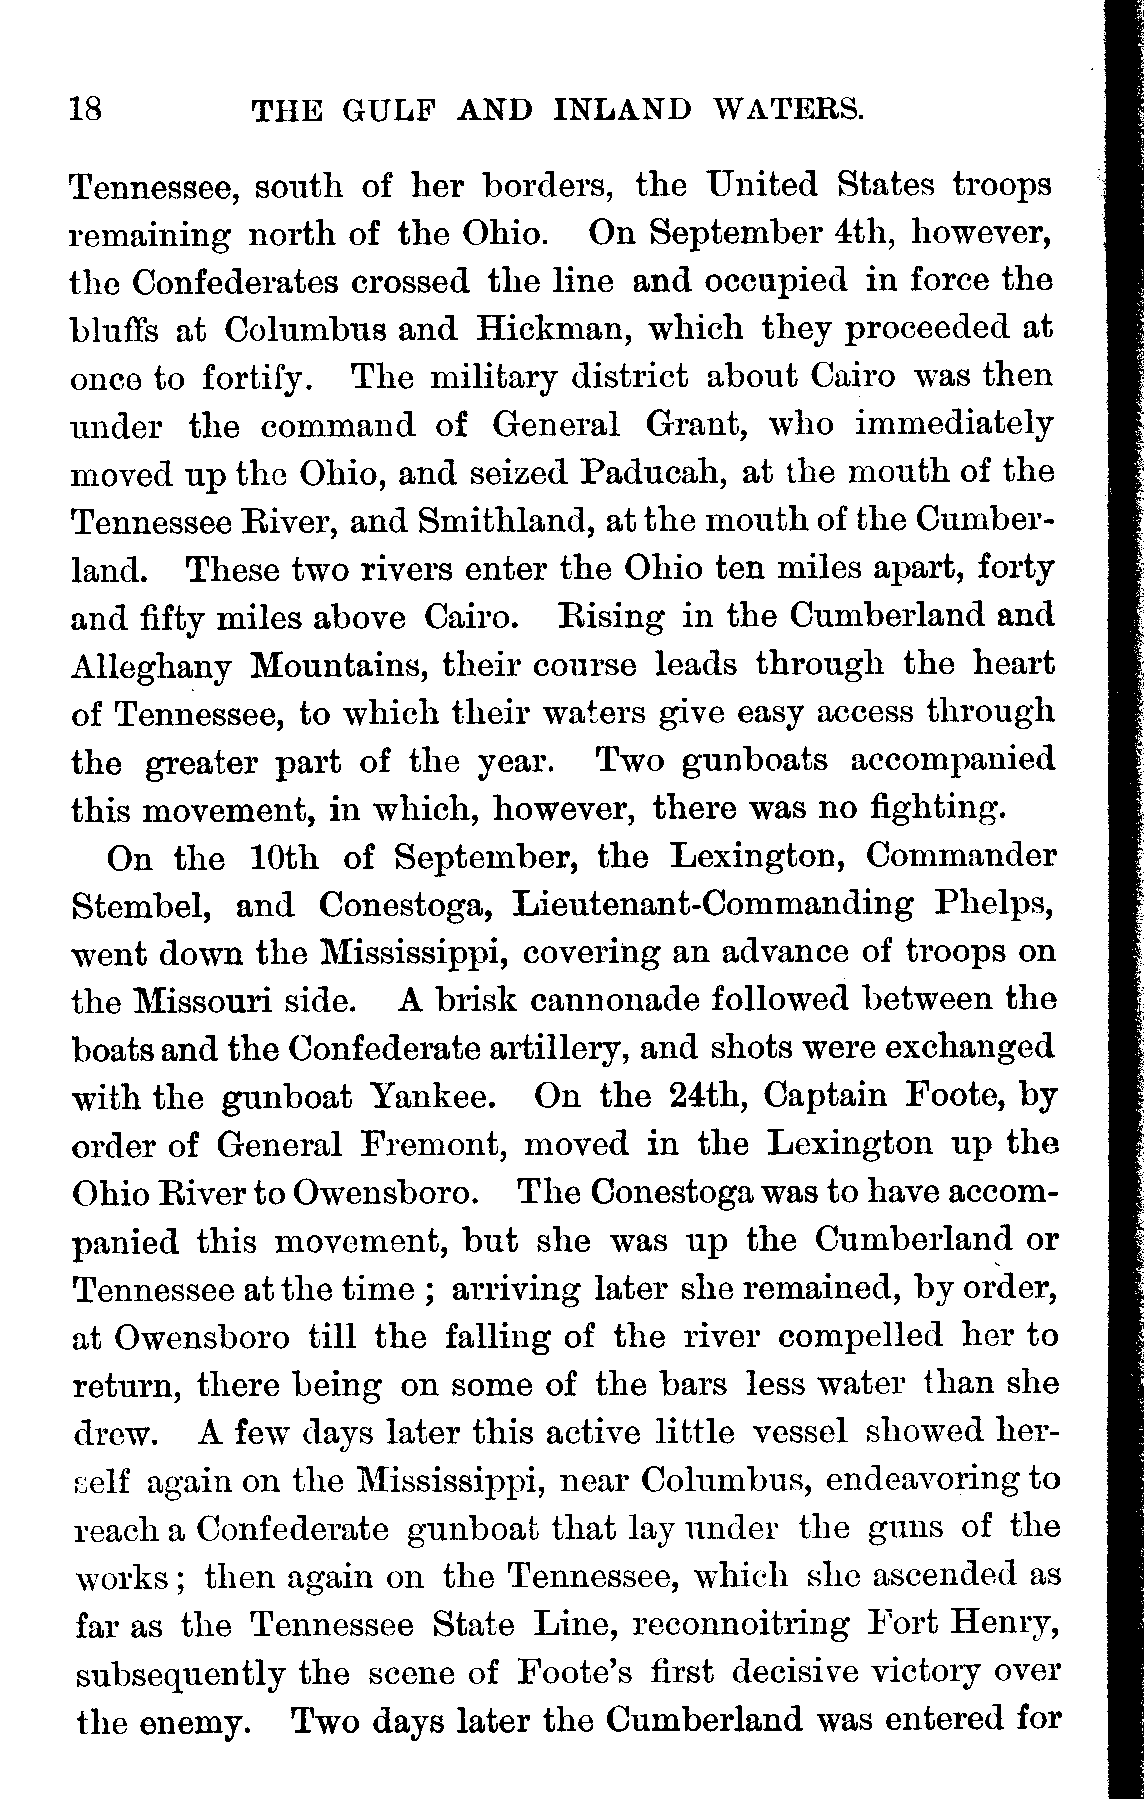 18 THE GULF AND INLAND WATERS.
Tennessee, south of her borders, the United States troops
remaining north of the Ohio. On September 4th, however,
the Confederates crossed the line and occupied in force the
bluffs at Columbus and Hickman, which they proceeded at
once to fortify. The military district about Cairo was then
under the command of General Grant, who immediately
moved up the Ohio, and seized Paducah, at the mouth of the
Tennessee River, and Smithland, at the mouth of the Cumber-
land. These two rivers enter the Ohio ten miles apart, forty
and fifty miles above Cairo. Rising in the Cumberland and
Alleghany Mountains, their course leads through the heart
of Tennessee, to which their waters give easy access through
the greater part of the year. Two gunboats accompanied
this movement, in which, however, there was no fighting.
On the 10th of September, the Lexington, Commander
Stembel, and Conestoga, Lieutenant-Commanding Phelps,
went down the Mississippi, covering an advance of troops on
the Missouri side. A brisk cannonade followed between the
boats and the Confederate artillery, and shots were exchanged
with the gunboat Yankee. On the 24th, Captain Foote, by
order of General Fremont, moved in the Lexington up the
Ohio River to Owensboro. The Conestoga was to have accom-
panied this movement, but she was up the Cumberland or
Tennessee at the time ; arriving later she remained, by order,
at Owensboro till the falling of the river compelled her to
return, there being on some of the bars less water than she
drew. A few days later this active little vessel showed her-
self again on the Mississippi, near Columbus, endeavoring to
reach a Confederate gunboat that lay under the guns of the
works ; then again on the Tennessee, which she ascended as
far as the Tennessee State Line, reconnoitring Fort Henry,
subsequently the scene of Foote's first decisive victory over
the enemy. Two days later the Cumberland was entered for